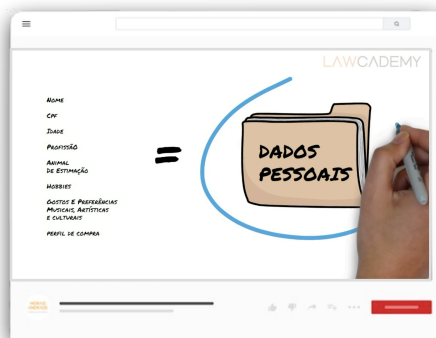 LAWCADEMY
NOME
CPF
IDADE
PROFISSÃO
ANIMAL
DE ESTIMAÇÃO
HOBBIES
GOSTOS E PREFERÊNCIAS
MUSICAIS, ARTÍSTICAS
E CULTURAIS
PERFIL DE COMPRA
=
DADOS
PESSOAIS